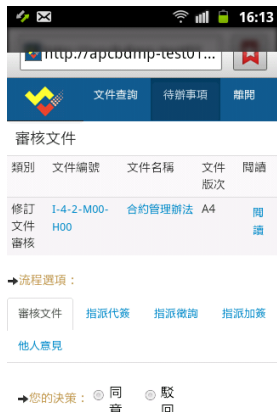 16:13
http://apcbdmp-test01...
文件查詢 待辦事項 離開
審核文件
類別 文件編號 文件名稱 文件版次 閱讀
修訂文件審核 I-4-2-M00-H00 合約管理辦法 A4 閱讀
➜流程選項：
審核文件 指派代簽 指派徵詢 指派加簽
他人意見
➜您的決策： 同意 駁回